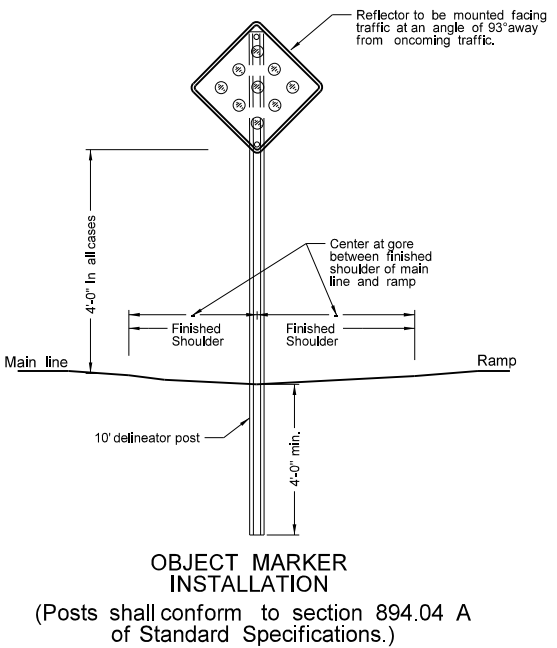 Reflector to be mounted facing
traffic at an angle of 93° away
from oncoming traffic.
4'-0" In all cases
Center at gore
between finished
shoulder of main
line and ramp
Finished
Shoulder
Finished
Shoulder
Main line
Ramp
10' delineator post
4'-0" min.
OBJECT MARKER
INSTALLATION
(Posts shall conform to section 894.04 A
of Standard Specifications.)